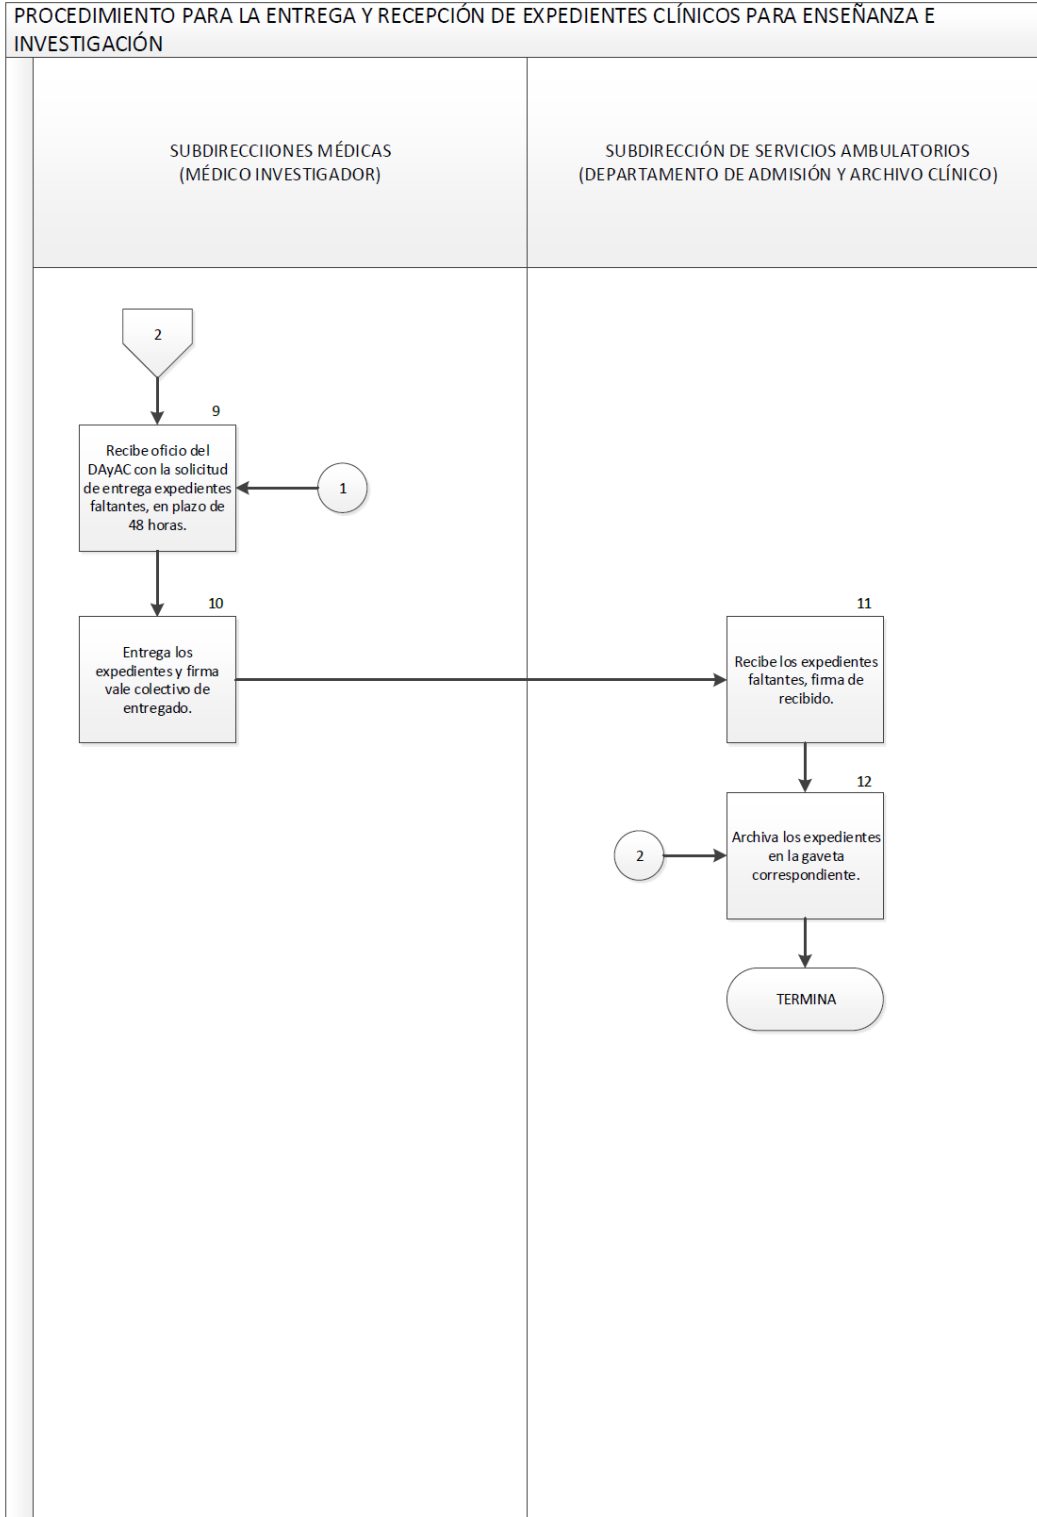 PROCEDIMIENTO PARA LA ENTREGA Y RECEPCIÓN DE EXPEDIENTES CLÍNICOS PARA ENSEÑANZA E
INVESTIGACIÓN
SUBDIRECCIIONES MÉDICAS
(MÉDICO INVESTIGADOR)
SUBDIRECCIÓN DE SERVICIOS AMBULATORIOS
(DEPARTAMENTO DE ADMISIÓN Y ARCHIVO CLÍNICO)
2
9
Recibe oficio del
DAyAC con la solicitud
de entrega expedientes
faltantes, en plazo de
48 horas.
1
10
Entrega los
expedientes y firma
vale colectivo de
entregado.
11
Recibe los expedientes
faltantes, firma de
recibido.
12
Archiva los expedientes
en la gaveta
correspondiente.
2
TERMINA